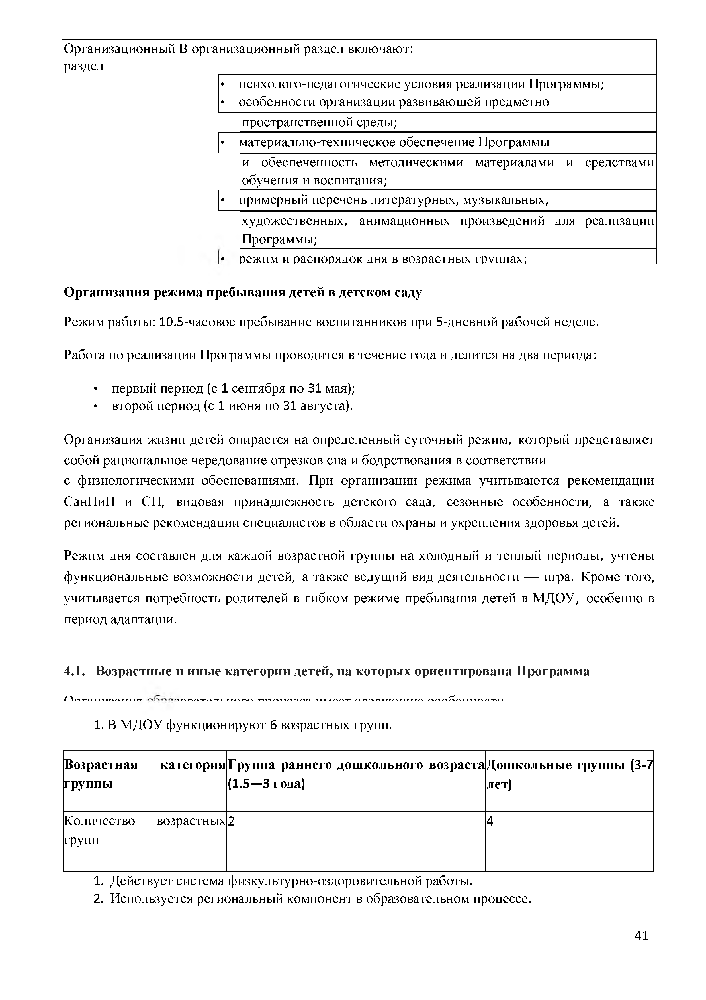 Организационный В организационный раздел включают:
раздел
• психолого-педагогические условия реализации Программы;
• особенности организации развивающей предметно
пространственной среды;
• материально-техническое обеспечение Программы
и обеспеченность методическими материалами и средствами
обучения и воспитания;
• примерный перечень литературных, музыкальных,
художественных, анимационных произведений для реализации
Программы;
• режим и распорядок дня в возрастных группах;
Организация режима пребывания детей в детском саду
Режим работы: 10.5-часовое пребывание воспитанников при 5-дневной рабочей неделе.
Работа по реализации Программы проводится в течение года и делится на два периода:
• первый период (с 1 сентября по 31 мая);
• второй период (с 1 июня по 31 августа).
Организация жизни детей опирается на определенный суточный режим, который представляет
собой рациональное чередование отрезков сна и бодрствования в соответствии
с физиологическими обоснованиями. При организации режима учитываются рекомендации
СанПиН и СП, видовая принадлежность детского сада, сезонные особенности, а также
региональные рекомендации специалистов в области охраны и укрепления здоровья детей.
Режим дня составлен для каждой возрастной группы на холодный и теплый периоды, учтены
функциональные возможности детей, а также ведущий вид деятельности — игра. Кроме того,
учитывается потребность родителей в гибком режиме пребывания детей в МДОУ, особенно в
период адаптации.
4.1. Возрастные и иные категории детей, на которых ориентирована Программа
Организация образовательного процесса имеет следующие особенности
1. В МДОУ функционируют 6 возрастных групп.
Возрастная категория группы Группа раннего дошкольного возраста (1.5—3 года) Дошкольные группы (3-7 лет)
Количество возрастных групп 2 4
1. Действует система физкультурно-оздоровительной работы.
2. Используется региональный компонент в образовательном процессе.
41